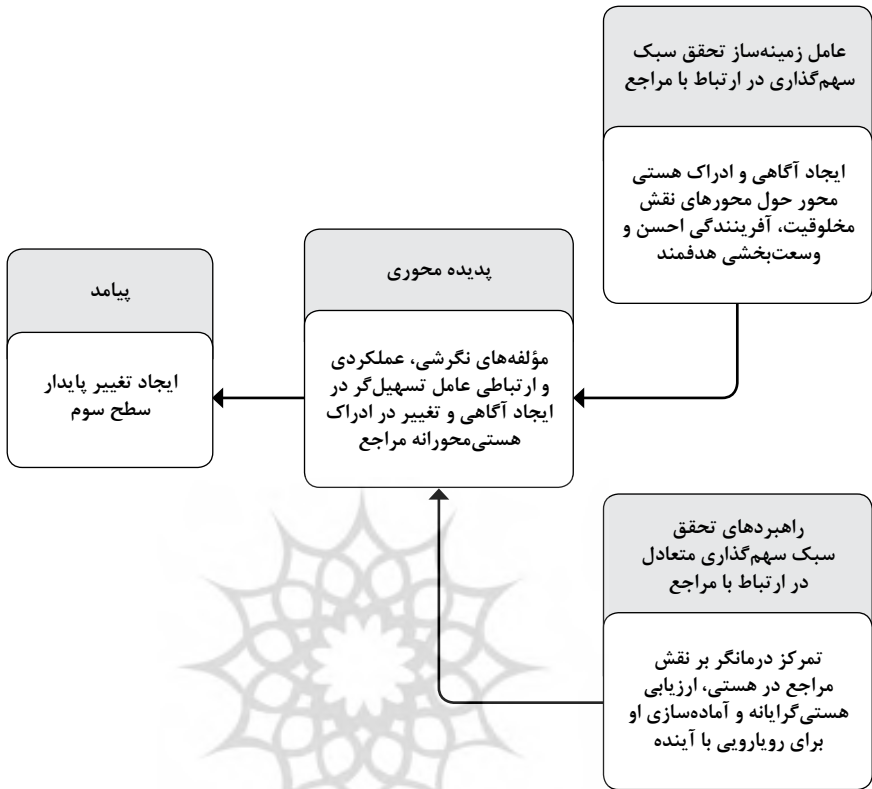 عامل زمینه‌ساز تحقق سبک
سهم‌گذاری در ارتباط با مراجع
ایجاد آگاهی و ادراک هستی
محور حول محورهای نقش
مخلوقیت، آفرینندگی احسن و
وسعت‌بخشی هدفمند
پدیده محوری
مؤلفه‌های نگرشی، عملکردی
و ارتباطی عامل تسهیل‌گر در
ایجاد آگاهی و تغییر در ادراک
هستی‌محورانه مراجع
پیامد
ایجاد تغییر پایدار
سطح سوم
راهبردهای تحقق
سبک سهم‌گذاری متعادل
در ارتباط با مراجع
تمرکز درمانگر بر نقش
مراجع در هستی، ارزیابی
هستی‌گرایانه و آماده‌سازی او
برای رویارویی با آینده